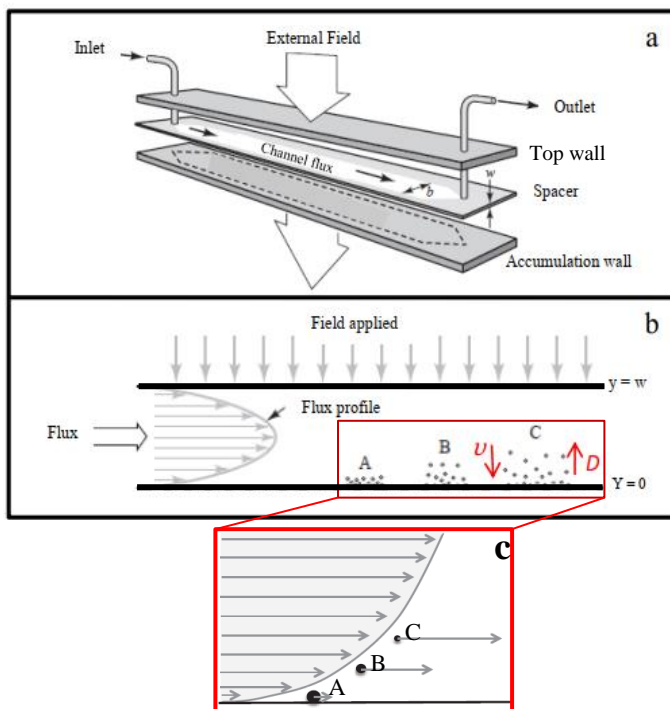 a
External Field
Inlet
Outlet
Channel flux
Top wall
b
w
Spacer
Accumulation wall
b
Field applied
y = w
Flux profile
Flux
A
B
C
υ
D
Y = 0
c
C
B
A